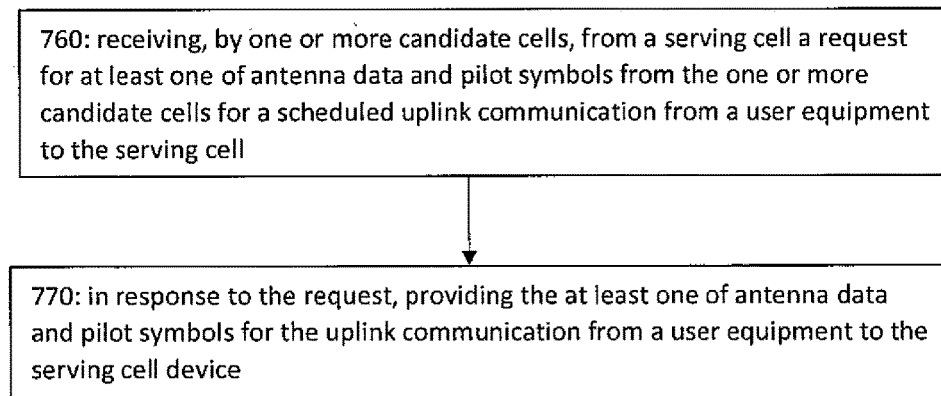 760: receiving, by one or more candidate cells, from a serving cell a request
for at least one of antenna data and pilot symbols from the one or more
candidate cells for a scheduled uplink communication from a user equipment
to the serving cell
770: in response to the request, providing the at least one of antenna data
and pilot symbols for the uplink communication from a user equipment to the
serving cell device